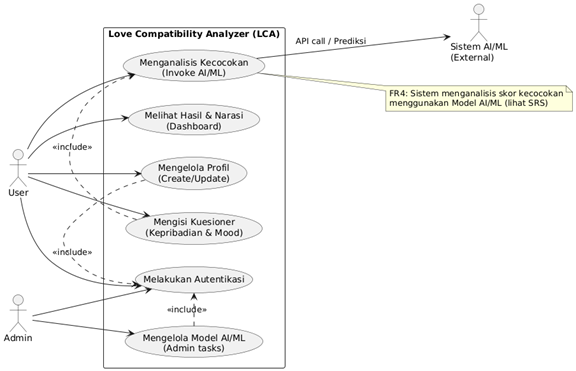 Love Compatibility Analyzer (LCA)
Menganalisis Kecocokan
(Invoke AI/ML)
API call / Prediksi
Sistem AI/ML
(External)
FR4: Sistem menganalisis skor kecocokan
menggunakan Model AI/ML (lihat SRS)
Melihat Hasil & Narasi
(Dashboard)
«include»
Mengelola Profil
(Create/Update)
User
Mengisi Kuesioner
(Kepribadian & Mood)
«include»
Melakukan Autentikasi
«include»
Admin
Mengelola Model AI/ML
(Admin tasks)